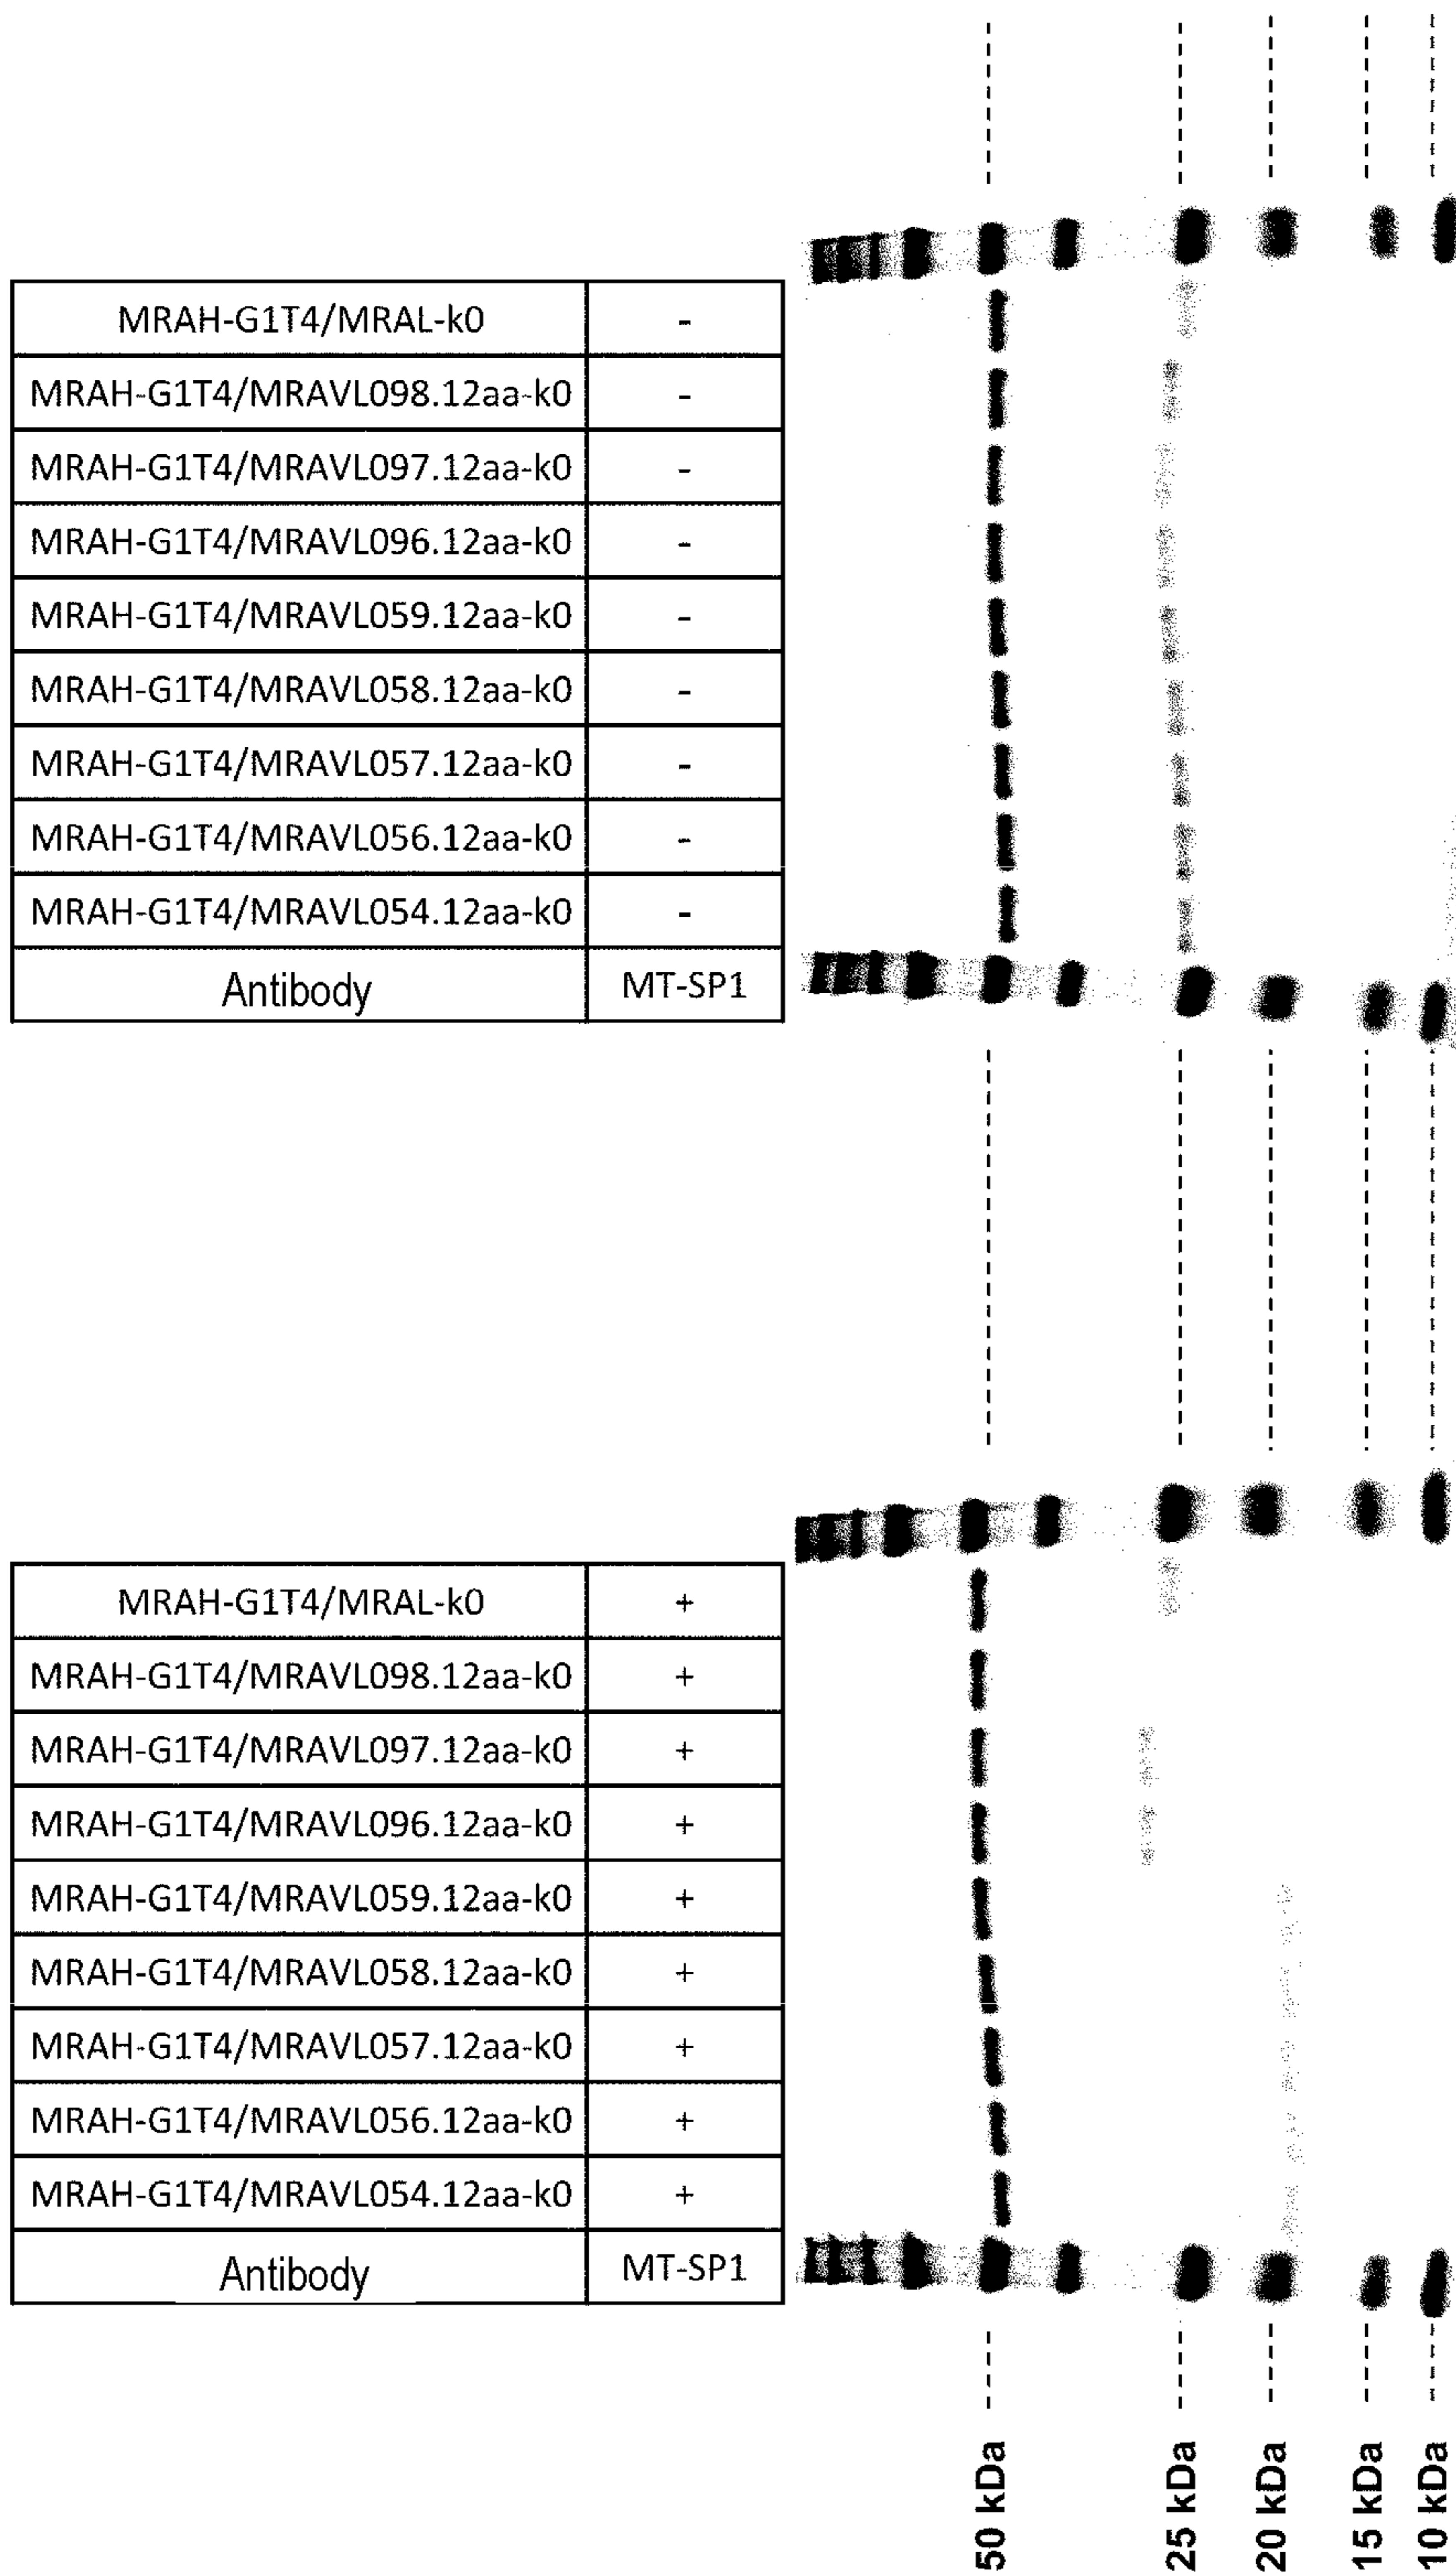 MRAH-G1T4/MRAL-k0 -
MRAH-G1T4/MRAVL098.12aa-k0 -
MRAH-G1T4/MRAVL097.12aa-k0 -
MRAH-G1T4/MRAVL096.12aa-k0 -
MRAH-G1T4/MRAVL059.12aa-k0 -
MRAH-G1T4/MRAVL058.12aa-k0 -
MRAH-G1T4/MRAVL057.12aa-k0 -
MRAH-G1T4/MRAVL056.12aa-k0 -
MRAH-G1T4/MRAVL054.12aa-k0 -
Antibody MT-SP1
MRAH-G1T4/MRAL-k0 +
MRAH-G1T4/MRAVL098.12aa-k0 +
MRAH-G1T4/MRAVL097.12aa-k0 +
MRAH-G1T4/MRAVL096.12aa-k0 +
MRAH-G1T4/MRAVL059.12aa-k0 +
MRAH-G1T4/MRAVL058.12aa-k0 +
MRAH-G1T4/MRAVL057.12aa-k0 +
MRAH-G1T4/MRAVL056.12aa-k0 +
MRAH-G1T4/MRAVL054.12aa-k0 +
Antibody MT-SP1
50 kDa
25 kDa
20 kDa
15 kDa
10 kDa